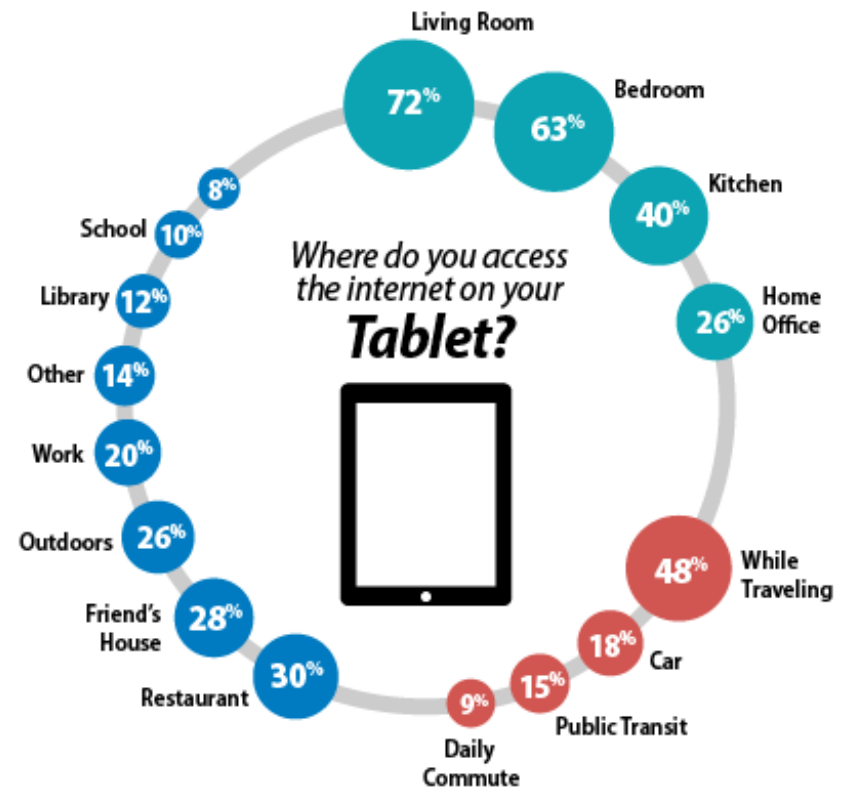 Living Room
72%
Bedroom
63%
Kitchen
40%
Home
Office
26%
While
Traveling
48%
Car
18%
Public Transit
15%
Daily
Commute
9%
Restaurant
30%
Friend's
House
28%
Outdoors
26%
Work
20%
Other
14%
Library
12%
School
10%
8%
Where do you access
the internet on your
Tablet?